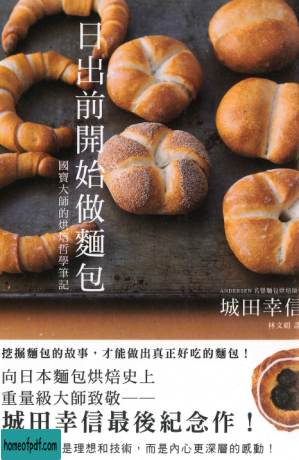 日出前開始做麵包
國寶大師的烘焙哲學筆記
ANDERSEN 名譽麵包烘焙師
城田幸信
林文娟 譯
挖掘麵包的故事,才能做出真正好吃的麵包!
向日本麵包烘焙史上
重量級大師致敬——
城田幸信最後紀念作!
是理想和技術,而是內心更深層的感動!
homeofpdf.com